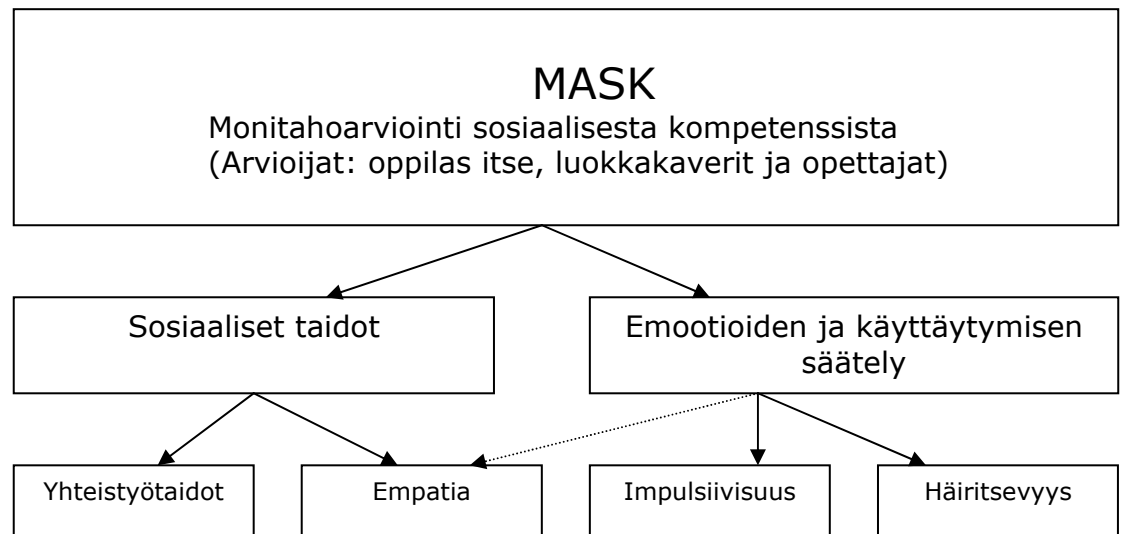 MASK
Monitahoarviointi sosiaalisesta kompetenssista
(Arvioijat: oppilas itse, luokkakaverit ja opettajat)
Sosiaaliset taidot
Emootioiden ja käyttäytymisen
säätely
Yhteistyötaidot
Empatia
Impulsiivisuus
Häiritsevyys